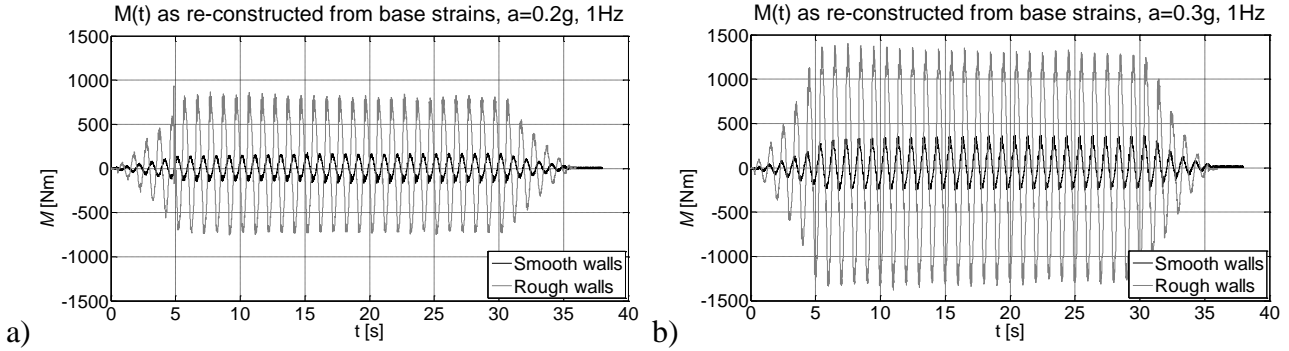 M(t) as re-constructed from base strains, a=0.2g, 1Hz
1500
1000
500
0
-500
-1000
-1500
M [Nm]
0 5 10 15 20 25 30 35 40
t [s]
Smooth walls
Rough walls
a)
M(t) as re-constructed from base strains, a=0.3g, 1Hz
1500
1000
500
0
-500
-1000
-1500
M [Nm]
0 5 10 15 20 25 30 35 40
t [s]
Smooth walls
Rough walls
b)